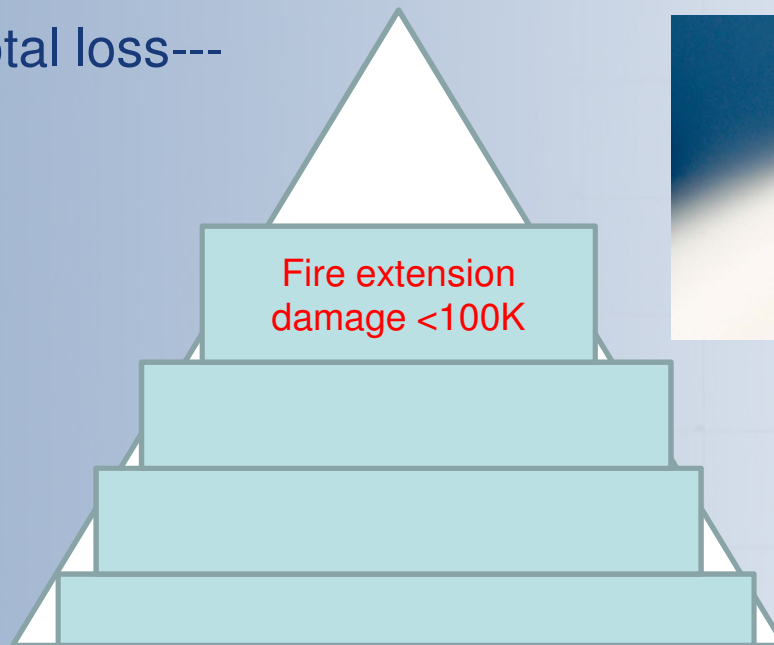 tal loss---
Fire extension
damage <100K